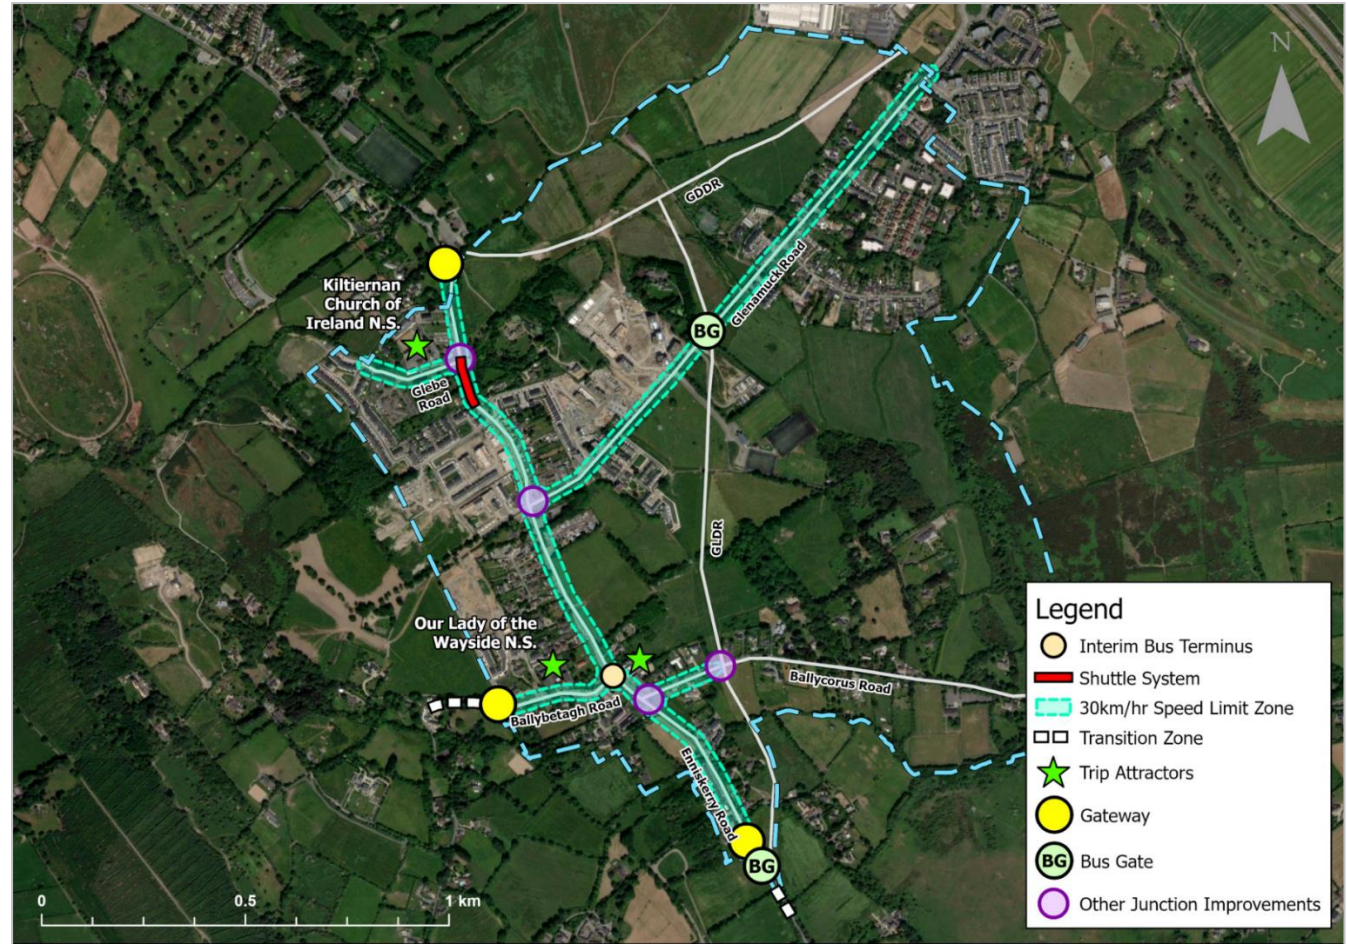 N
GDDR
Glenamuck Road
BG
Kiltiernan
Church of
Ireland N.S.
Glebe
Road
GLDR
Our Lady of the
Wayside N.S.
Ballybetagh Road
Ballycorus Road
Enniskerry Road
BG
0 0.5 1 km
Legend
Interim Bus Terminus
Shuttle System
30km/hr Speed Limit Zone
Transition Zone
Trip Attractors
Gateway
BG Bus Gate
Other Junction Improvements